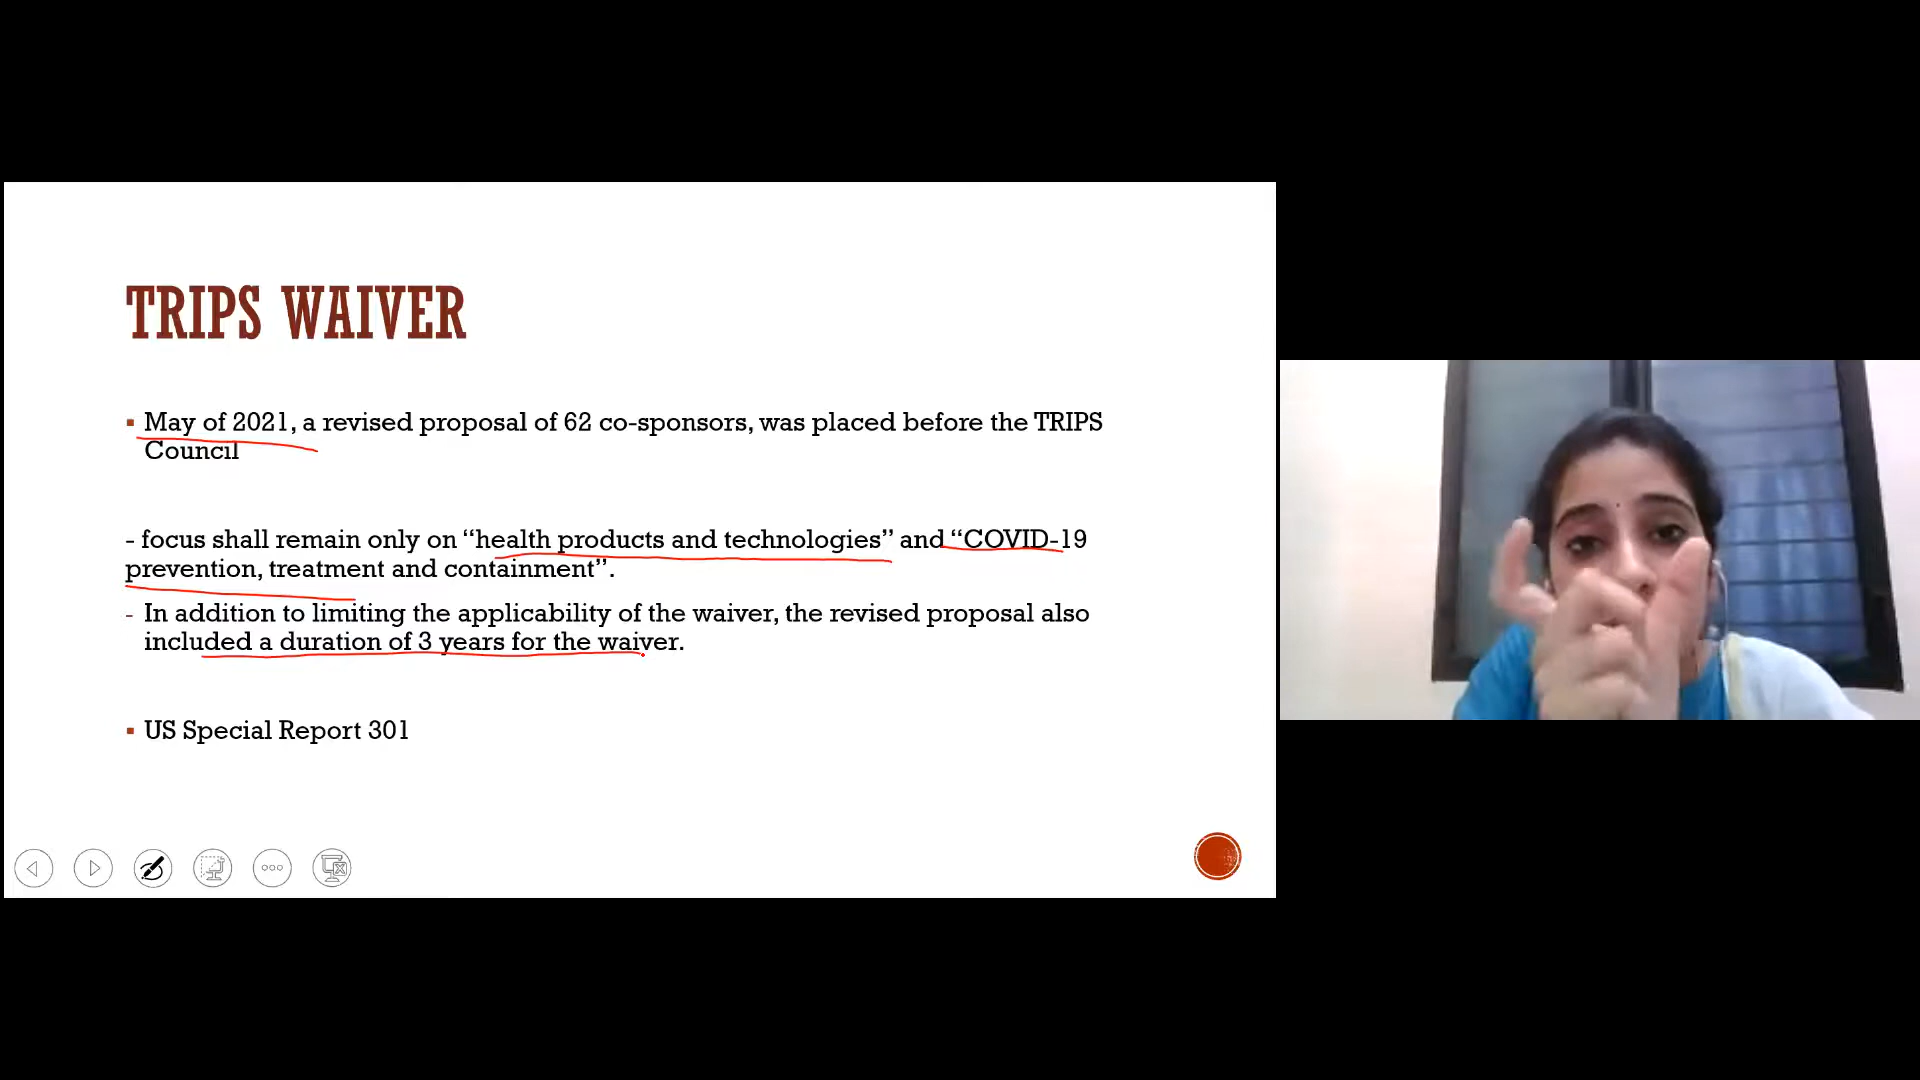 TRIPS WAIVER
▪ May of 2021, a revised proposal of 62 co-sponsors, was placed before the TRIPS
Council
- focus shall remain only on “health products and technologies” and “COVID-19
prevention, treatment and containment”.
- In addition to limiting the applicability of the waiver, the revised proposal also
included a duration of 3 years for the waiver.
▪ US Special Report 301